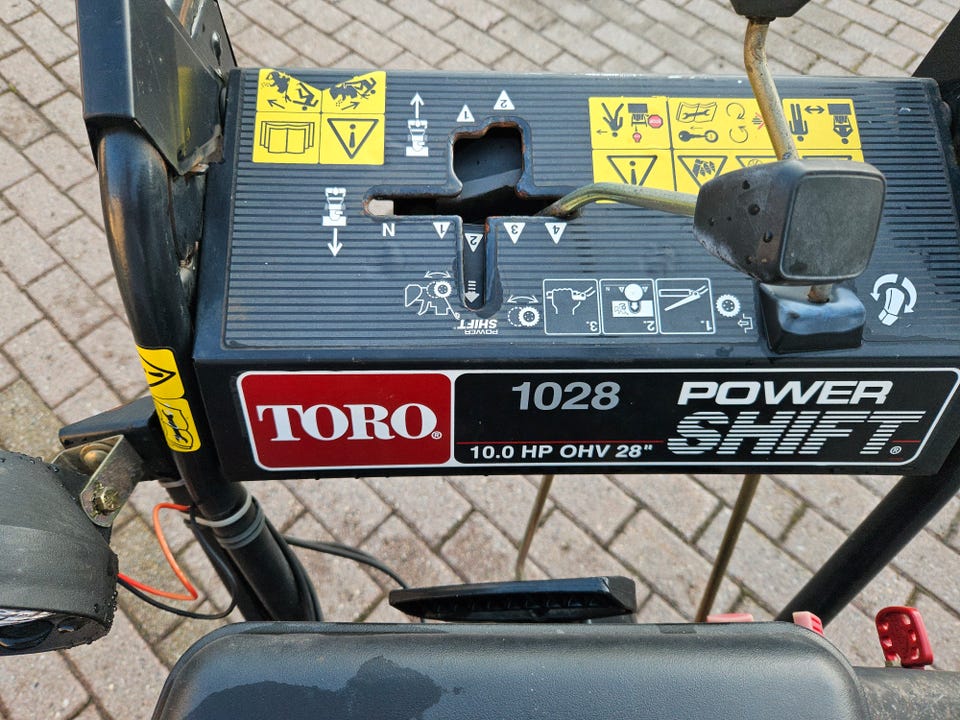 1 2
N 1 2 3 4
N
3. 2. 1.
POWER
SHIFT
TORO®
1028
POWER
SHIFT®
10.0 HP OHV 28"